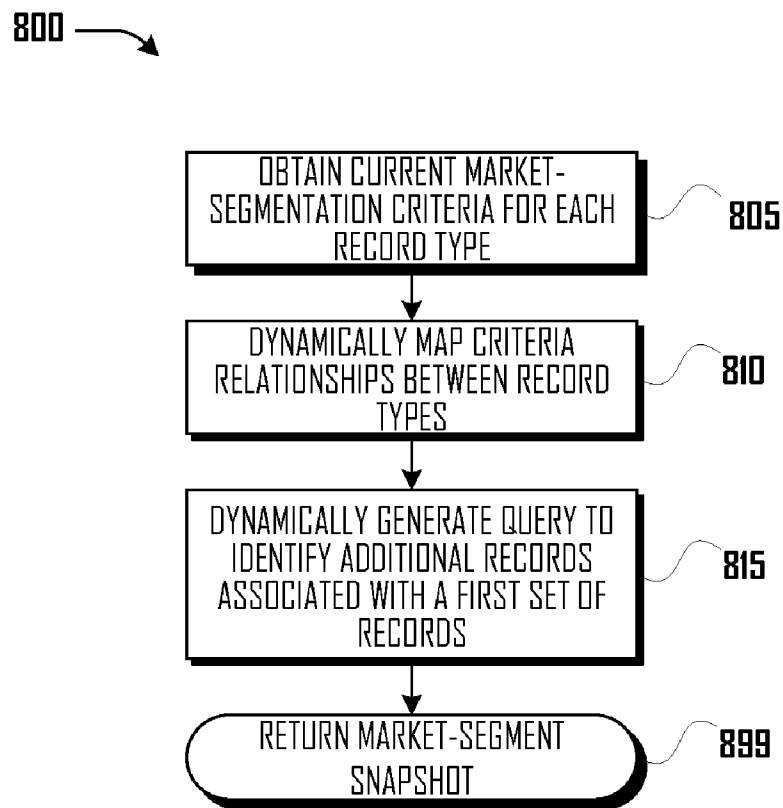 800
OBTAIN CURRENT MARKET-
SEGMENTATION CRITERIA FOR EACH
RECORD TYPE
805
DYNAMICALLY MAP CRITERIA
RELATIONSHIPS BETWEEN RECORD
TYPES
810
DYNAMICALLY GENERATE QUERY TO
IDENTIFY ADDITIONAL RECORDS
ASSOCIATED WITH A FIRST SET OF
RECORDS
815
RETURN MARKET-SEGMENT
SNAPSHOT
899